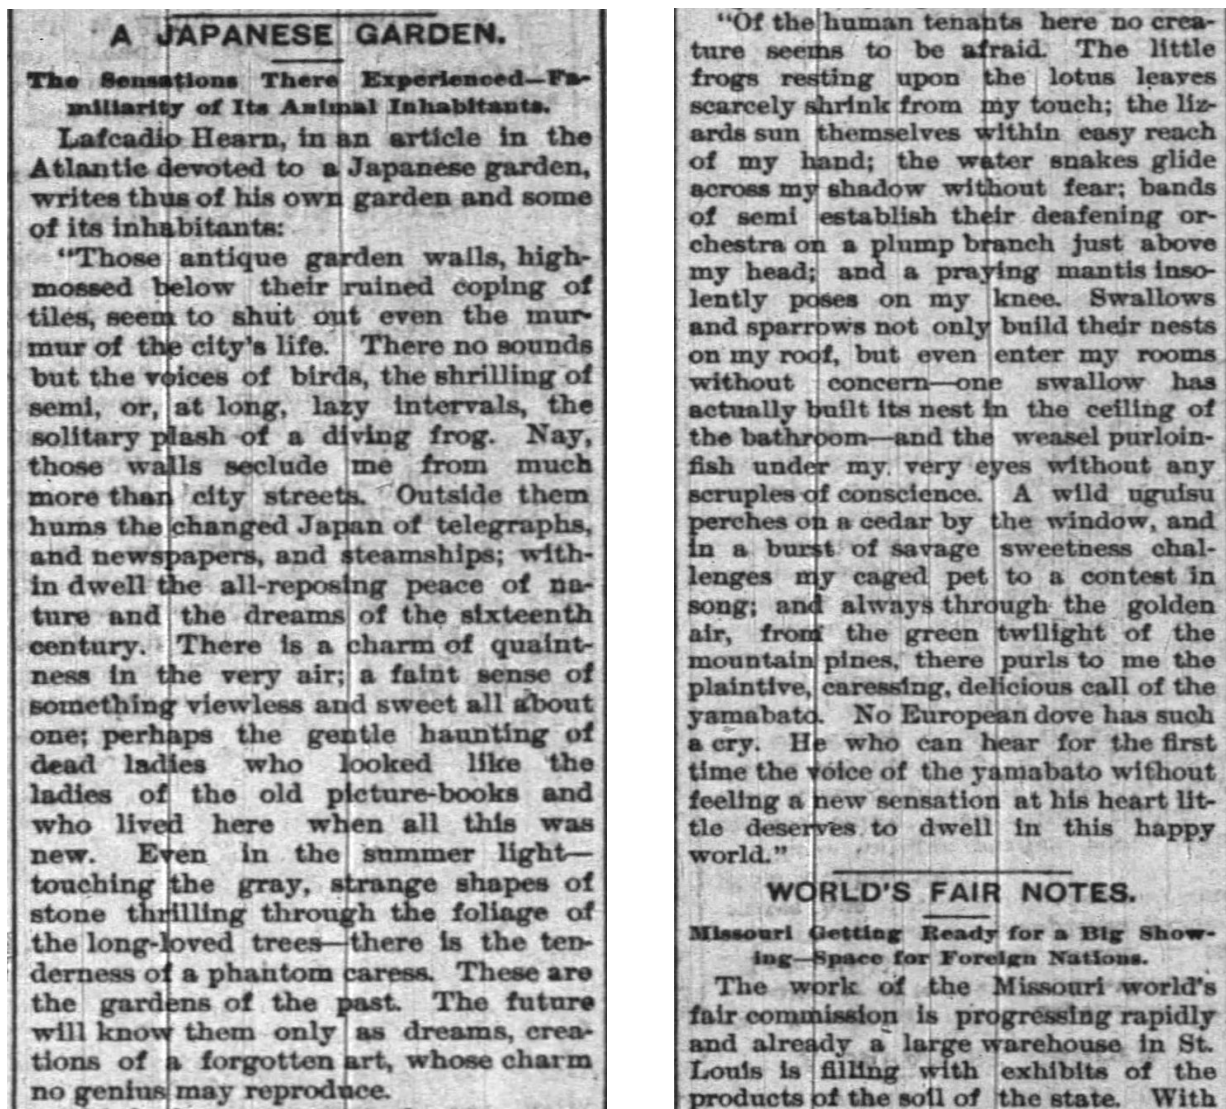 A JAPANESE GARDEN.
The Sensations There Experienced—Fa-
miliarity of Its Animal Inhabitants.
Lafcadio Hearn, in an article in the
Atlantic devoted to a Japanese garden,
writes thus of his own garden and some
of its inhabitants:
"Those antique garden walls, high-
mossed below their ruined coping of
tiles, seem to shut out even the mur-
mur of the city's life. There no sounds
but the voices of birds, the shrilling of
semi, or, at long, lazy intervals, the
solitary plash of a diving frog. Nay,
those walls seclude me from much
more than city streets. Outside them
hums the changed Japan of telegraphs,
and newspapers, and steamships; with-
in dwell the all-reposing peace of na-
ture and the dreams of the sixteenth
century. There is a charm of quaint-
ness in the very air; a faint sense of
something viewless and sweet all about
one; perhaps the gentle haunting of
dead ladies who looked like the
ladies of the old picture-books and
who lived here when all this was
new. Even in the summer light—
touching the gray, strange shapes of
stone thrilling through the foliage of
the long-loved trees—there is the ten-
derness of a phantom caress. These are
the gardens of the past. The future
will know them only as dreams, crea-
tions of a forgotten art, whose charm
no genius may reproduce.
"Of the human tenants here no crea-
ture seems to be afraid. The little
frogs resting upon the lotus leaves
scarcely shrink from my touch; the liz-
ards sun themselves within easy reach
of my hand; the water snakes glide
across my shadow without fear; bands
of semi establish their deafening or-
chestra on a plump branch just above
my head; and a praying mantis inso-
lently poses on my knee. Swallows
and sparrows not only build their nests
on my roof, but even enter my rooms
without concern—one swallow has
actually built its nest in the ceiling of
the bathroom—and the weasel purloin-
fish under my very eyes without any
scruples of conscience. A wild uguisu
perches on a cedar by the window, and
in a burst of savage sweetness chal-
lenges my caged pet to a contest in
song; and always through the golden
air, from the green twilight of the
mountain pines, there purls to me the
plaintive, caressing, delicious call of the
yamabato. No European dove has such
a cry. He who can hear for the first
time the voice of the yamabato without
feeling a new sensation at his heart lit-
tle deserves to dwell in this happy
world."
WORLD'S FAIR NOTES.
Missouri Getting Ready for a Big Show-
ing—Space for Foreign Nations.
The work of the Missouri world's
fair commission is progressing rapidly
and already a large warehouse in St.
Louis is filling with exhibits of the
products of the soil of the state. With